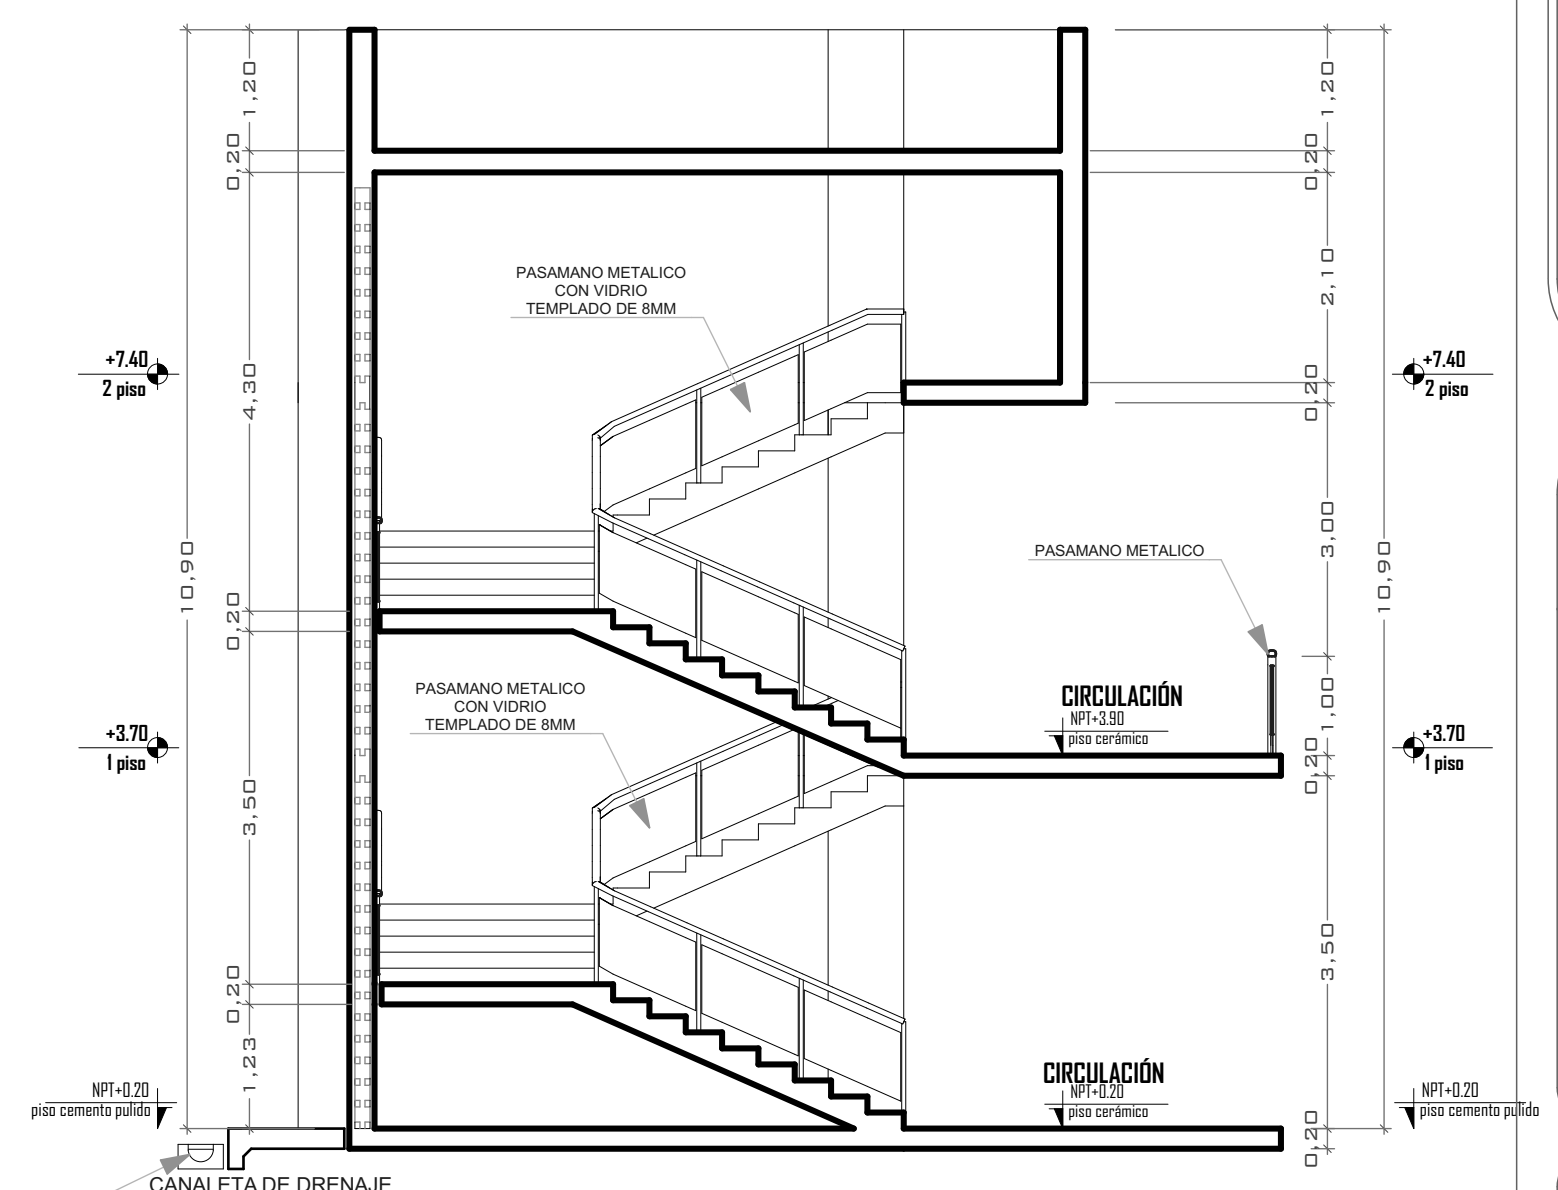 1,20
1,20
0,20
0,20
PASAMANO METALICO
CON VIDRIO
TEMPLADO DE 8MM
2,10
+7.40
2 piso
4,30
0,20
+7.40
2 piso
10,90
3,00
10,90
PASAMANO METALICO
0,20
PASAMANO METALICO
CON VIDRIO
TEMPLADO DE 8MM
CIRCULACIÓN
NPT+3.90
piso cerámico
1,00
+3.70
1 piso
0,20
+3.70
1 piso
3,50
3,50
0,20
1,23
CIRCULACIÓN
NPT+0.20
piso cerámico
NPT+0.20
piso cemento pulido
NPT+0.20
piso cemento pulido
0,20
CANALETA DE DRENAJE